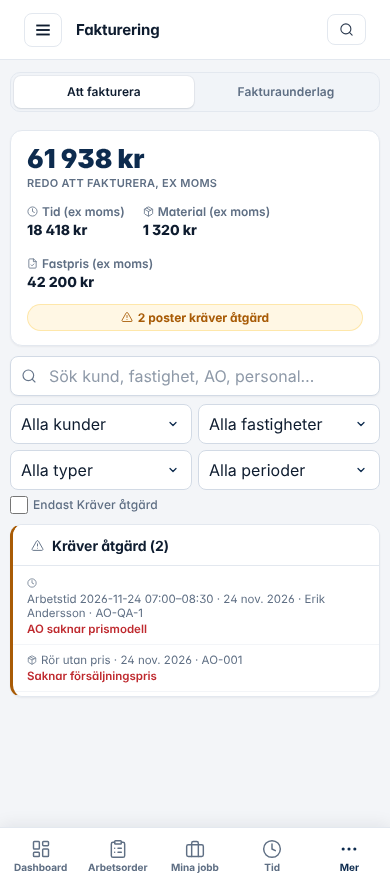 Fakturering
Att fakturera
Fakturaunderlag
61 938 kr
REDO ATT FAKTURERA, EX MOMS
Tid (ex moms)
18 418 kr
Material (ex moms)
1 320 kr
Fastpris (ex moms)
42 200 kr
2 poster kräver åtgärd
Sök kund, fastighet, AO, personal...
Alla kunder
Alla fastigheter
Alla typer
Alla perioder
Endast Kräver åtgärd
Kräver åtgärd (2)
Arbetstid 2026-11-24 07:00–08:30 · 24 nov. 2026 · Erik
Andersson · AO-QA-1
AO saknar prismodell
Rör utan pris · 24 nov. 2026 · AO-001
Saknar försäljningspris
Dashboard
Arbetsorder
Mina jobb
Tid
Mer